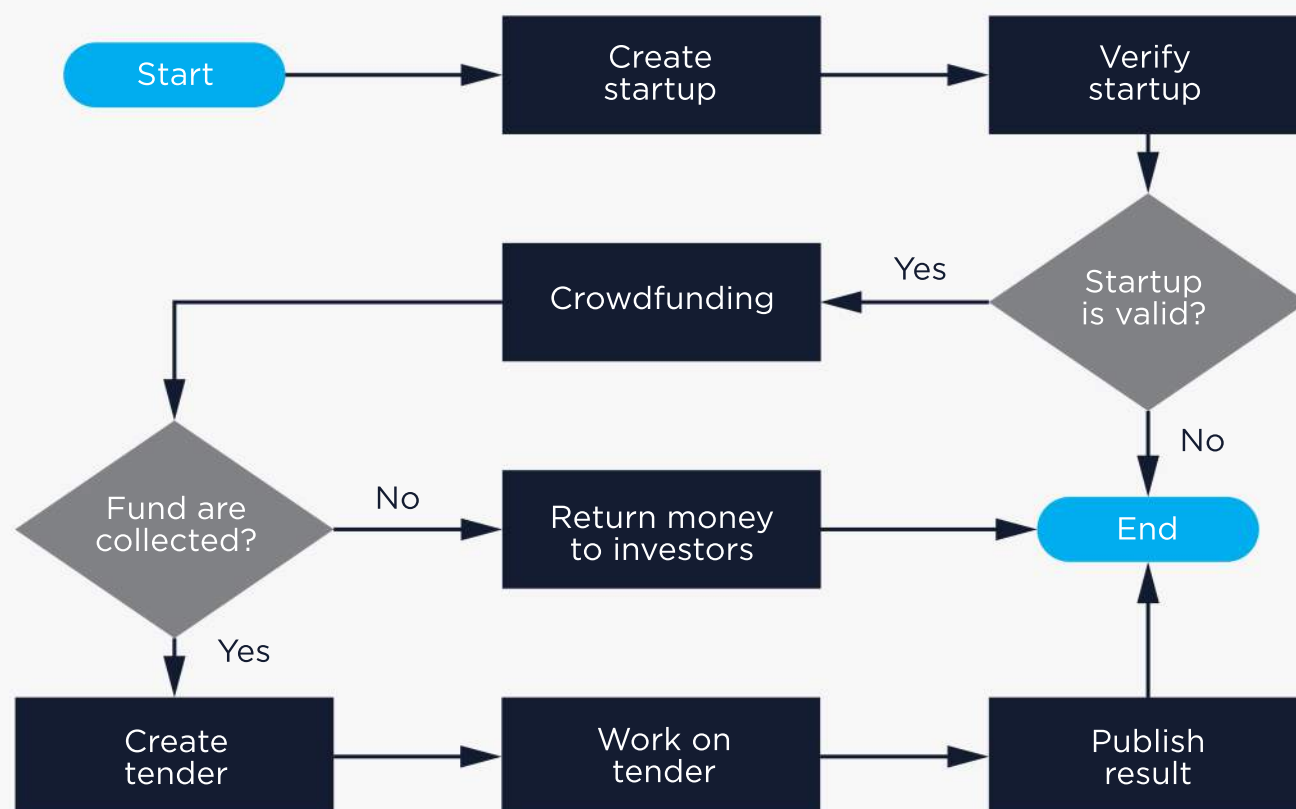 Start
Create
startup
Verify
startup
Crowdfunding
Yes
Startup
is valid?
No
Fund are
collected?
No
Return money
to investors
End
Yes
Create
tender
Work on
tender
Publish
result